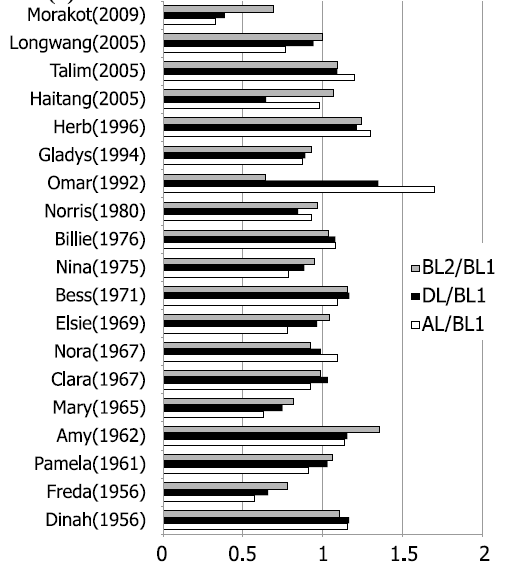 Morakot(2009)
Longwang(2005)
Talim(2005)
Haitang(2005)
Herb(1996)
Gladys(1994)
Omar(1992)
Norris(1980)
Billie(1976)
Nina(1975)
Bess(1971)
Elsie(1969)
Nora(1967)
Clara(1967)
Mary(1965)
Amy(1962)
Pamela(1961)
Freda(1956)
Dinah(1956)
BL2/BL1
DL/BL1
AL/BL1
0 0.5 1 1.5 2